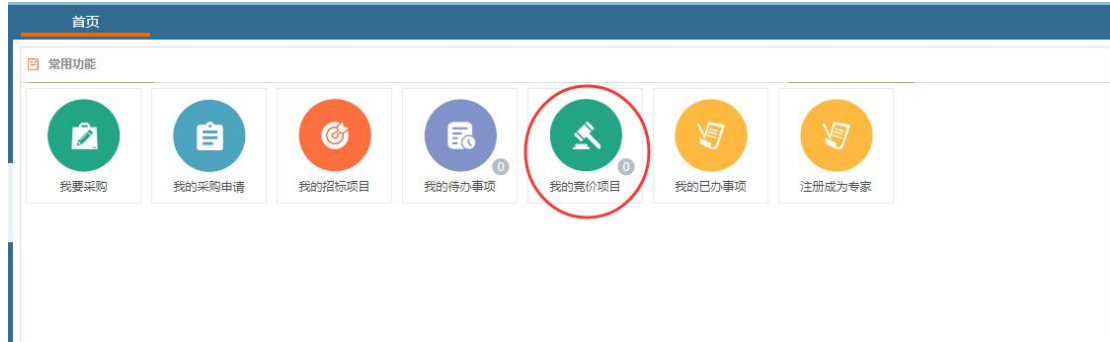 首页
常用功能
我要采购
我的采购申请
我的招标项目
0
我的待办事项
0
我的竞价项目
我的已办事项
注册成为专家